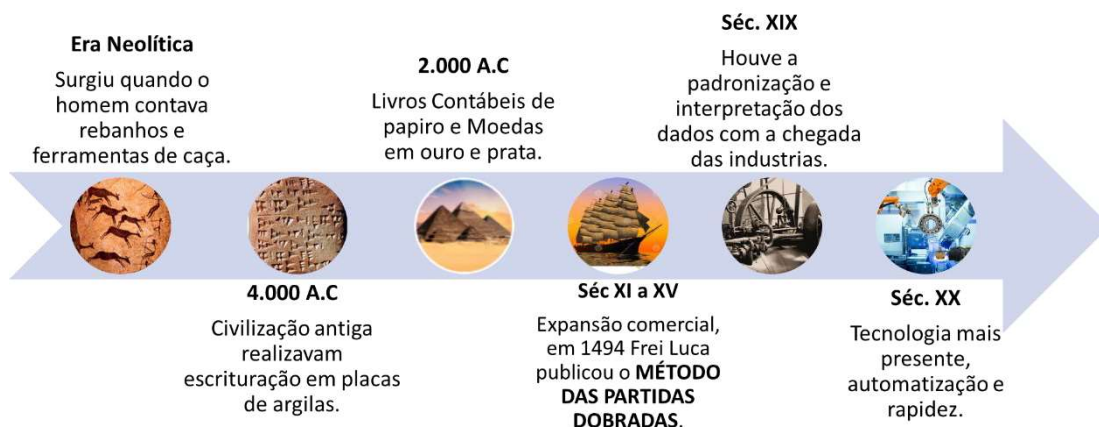 Era Neolítica
Surgiu quando o
homem contava
rebanhos e
ferramentas de caça.
4.000 A.C
Civilização antiga
realizavam
escrituração em placas
de argilas.
2.000 A.C
Livros Contábeis de
papiro e Moedas
em ouro e prata.
Séc XI a XV
Expansão comercial,
em 1494 Frei Luca
publicou o MÉTODO
DAS PARTIDAS
DOBRADAS.
Séc. XIX
Houve a
padronização e
interpretação dos
dados com a chegada
das industrias.
Séc. XX
Tecnologia mais
presente,
automatização e
rapidez.